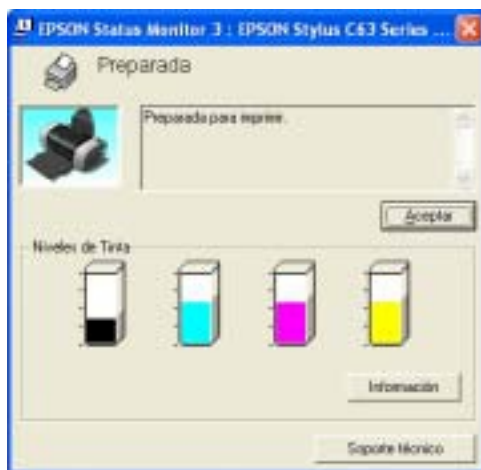 EPSON Status Monitor 3 : EPSON Stylus C63 Series ...
Preparada
Preparada para imprimir.
Aceptar
Niveles de Tinta
Información
Soporte técnico